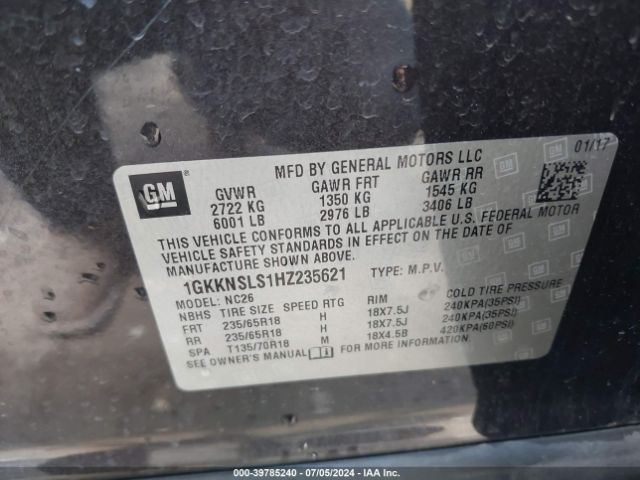 MFD BY GENERAL MOTORS LLC
01/17
GM
®
GVWR GAWR FRT GAWR RR
2722 KG 1350 KG 1545 KG
6001 LB 2976 LB 3406 LB
THIS VEHICLE CONFORMS TO ALL APPLICABLE U.S. FEDERAL MOTOR
VEHICLE SAFETY STANDARDS IN EFFECT ON THE DATE OF
MANUFACTURE SHOWN ABOVE.
1GKKNSLS1HZ235621 TYPE: M.P.V.
MODEL: NC26
NBHS TIRE SIZE SPEED RTG RIM COLD TIRE PRESSURE
FRT 235/65R18 H 18X7.5J 240KPA(35PSI)
RR 235/65R18 H 18X7.5J 240KPA(35PSI)
SPA T135/70R18 M 18X4.5B 420KPA(60PSI)
SEE OWNER'S MANUAL FOR MORE INFORMATION.
000-39785240 - 07/05/2024 - IAA Inc.